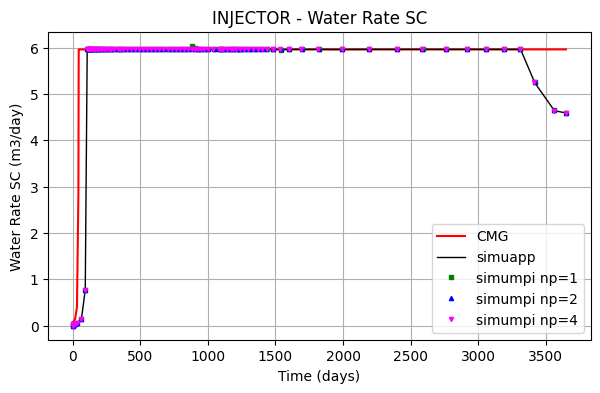 INJECTOR - Water Rate SC
Water Rate SC (m3/day)
6
5
4
3
2
1
0
CMG
simuapp
simumpi np=1
simumpi np=2
simumpi np=4
0 500 1000 1500 2000 2500 3000 3500
Time (days)